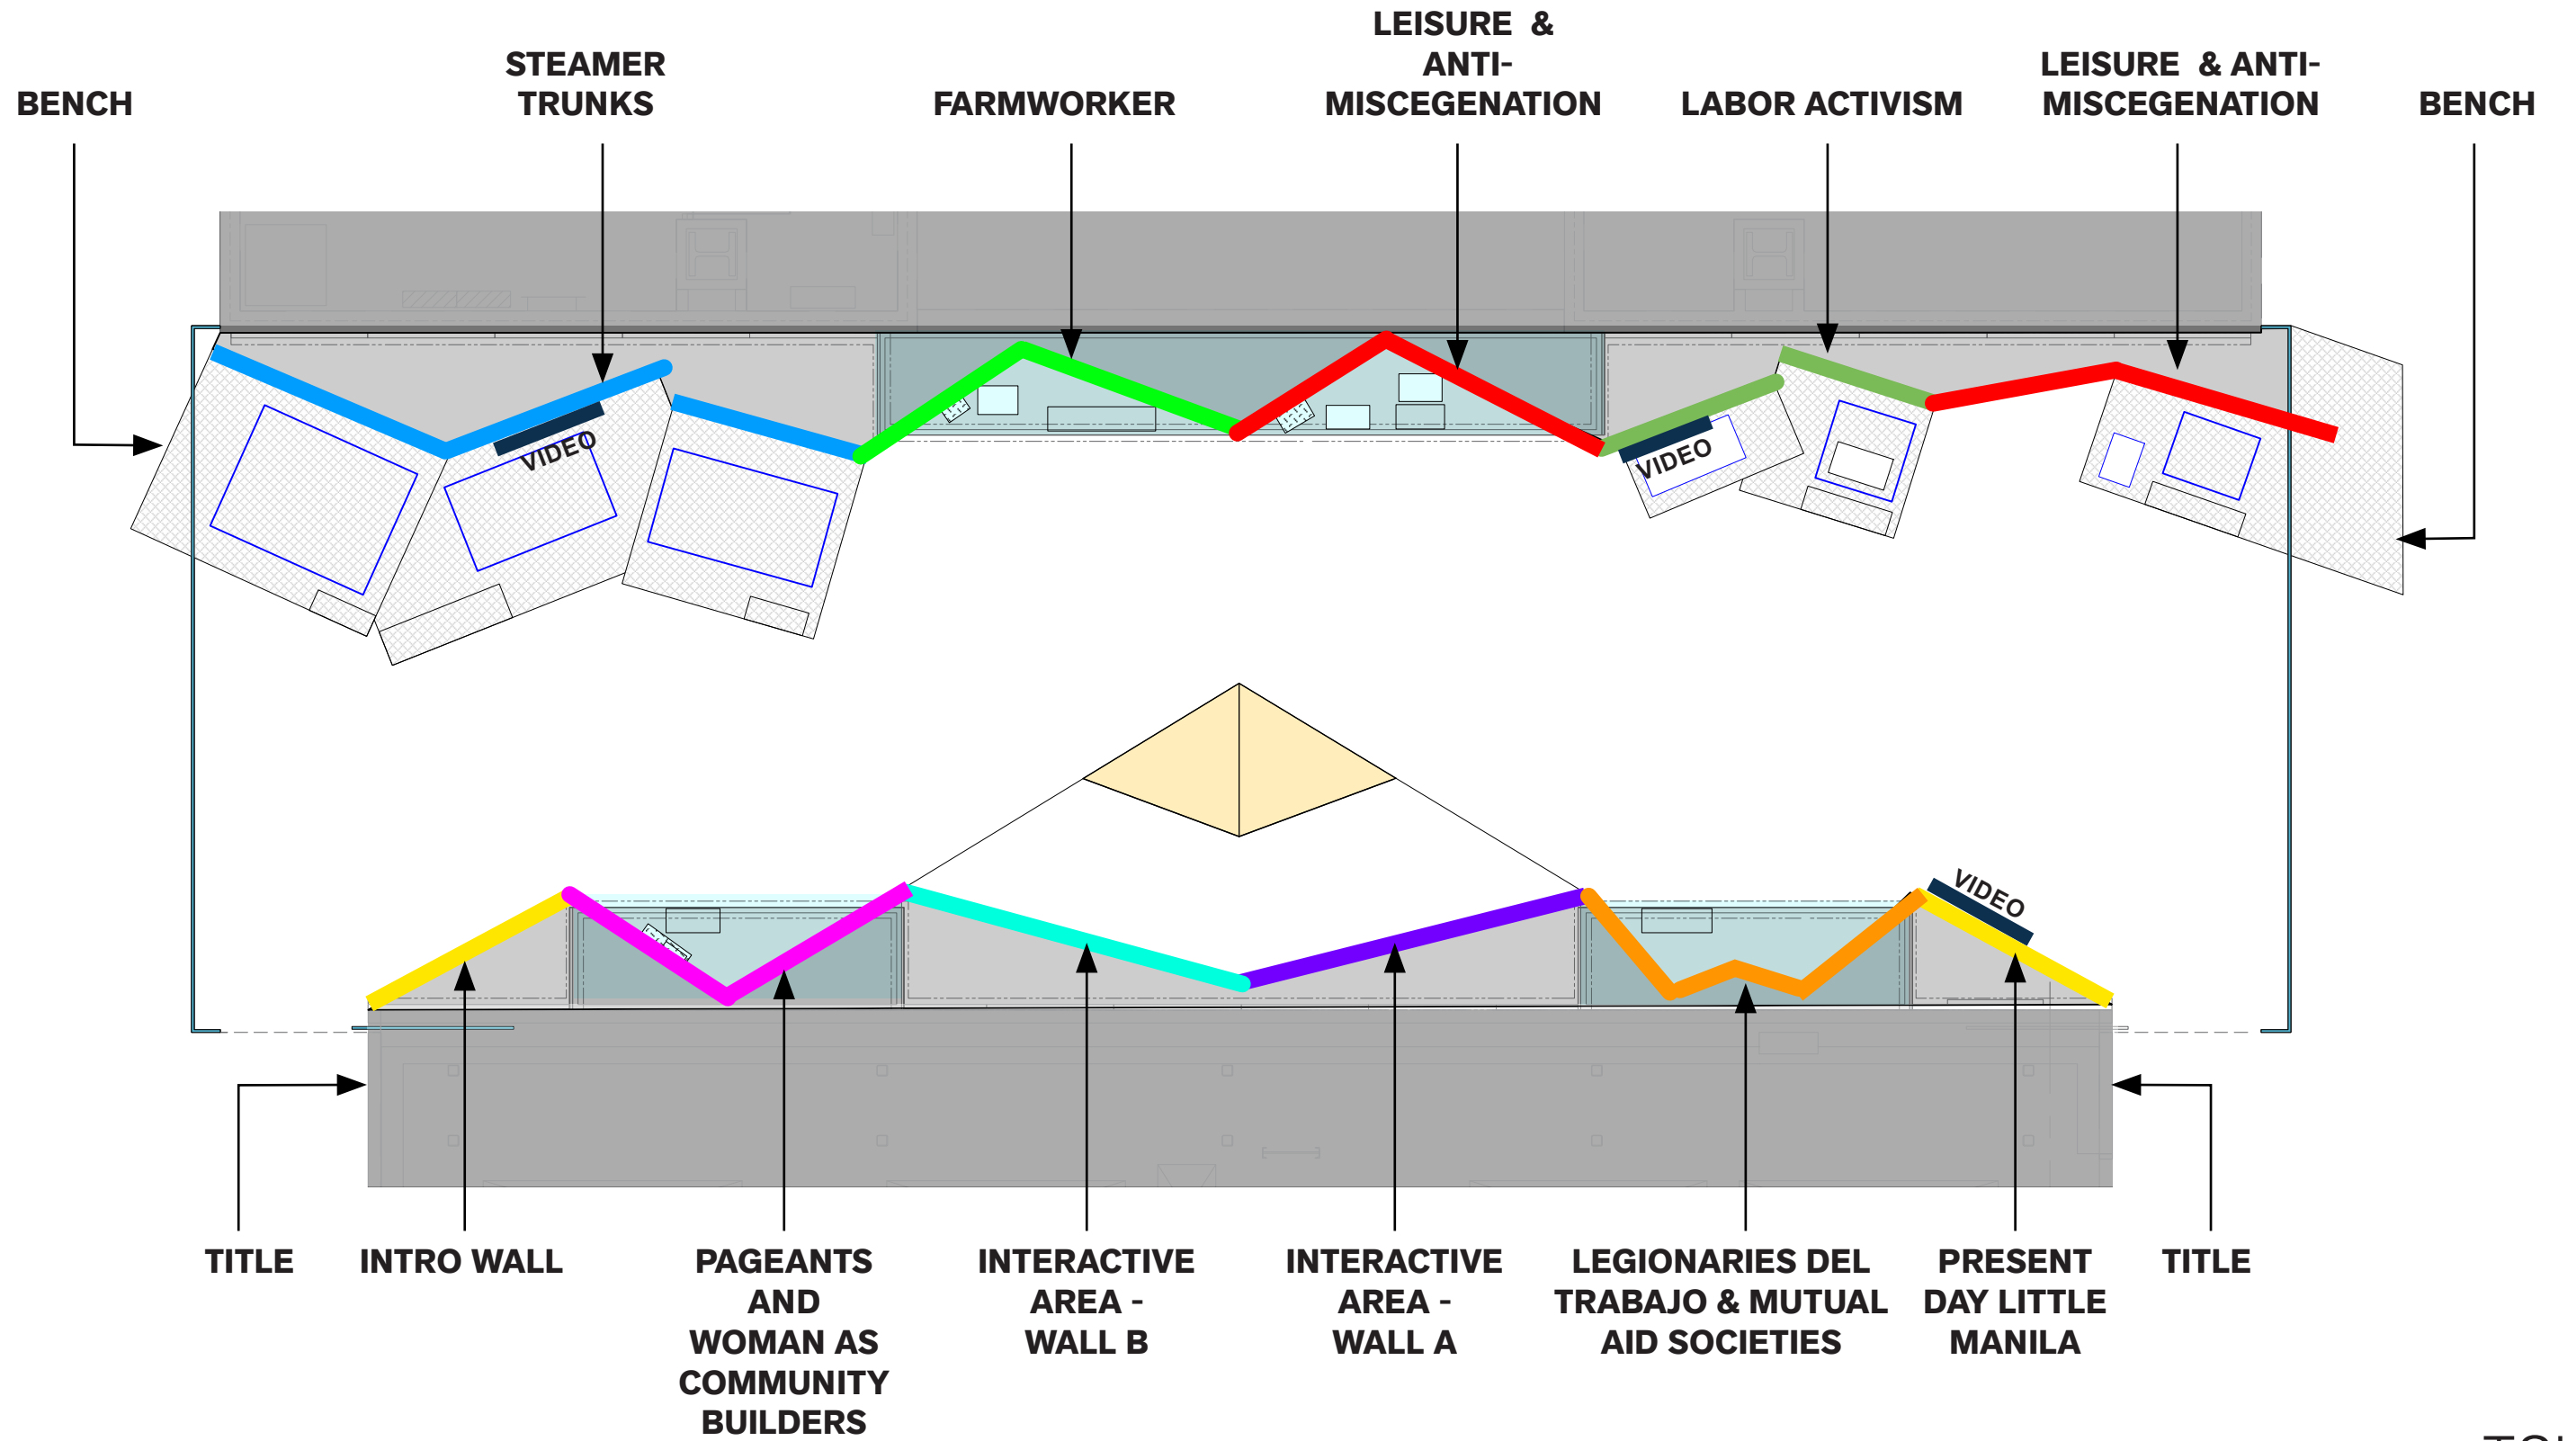 BENCH
STEAMER
TRUNKS
FARMWORKER
LEISURE &
ANTI-
MISCEGENATION
LABOR ACTIVISM
LEISURE & ANTI-
MISCEGENATION
BENCH
VIDEO
VIDEO
VIDEO
TITLE
INTRO WALL
PAGEANTS
AND
WOMAN AS
COMMUNITY
BUILDERS
INTERACTIVE
AREA -
WALL B
INTERACTIVE
AREA -
WALL A
LEGIONARIES DEL
TRABAJO & MUTUAL
AID SOCIETIES
PRESENT
DAY LITTLE
MANILA
TITLE